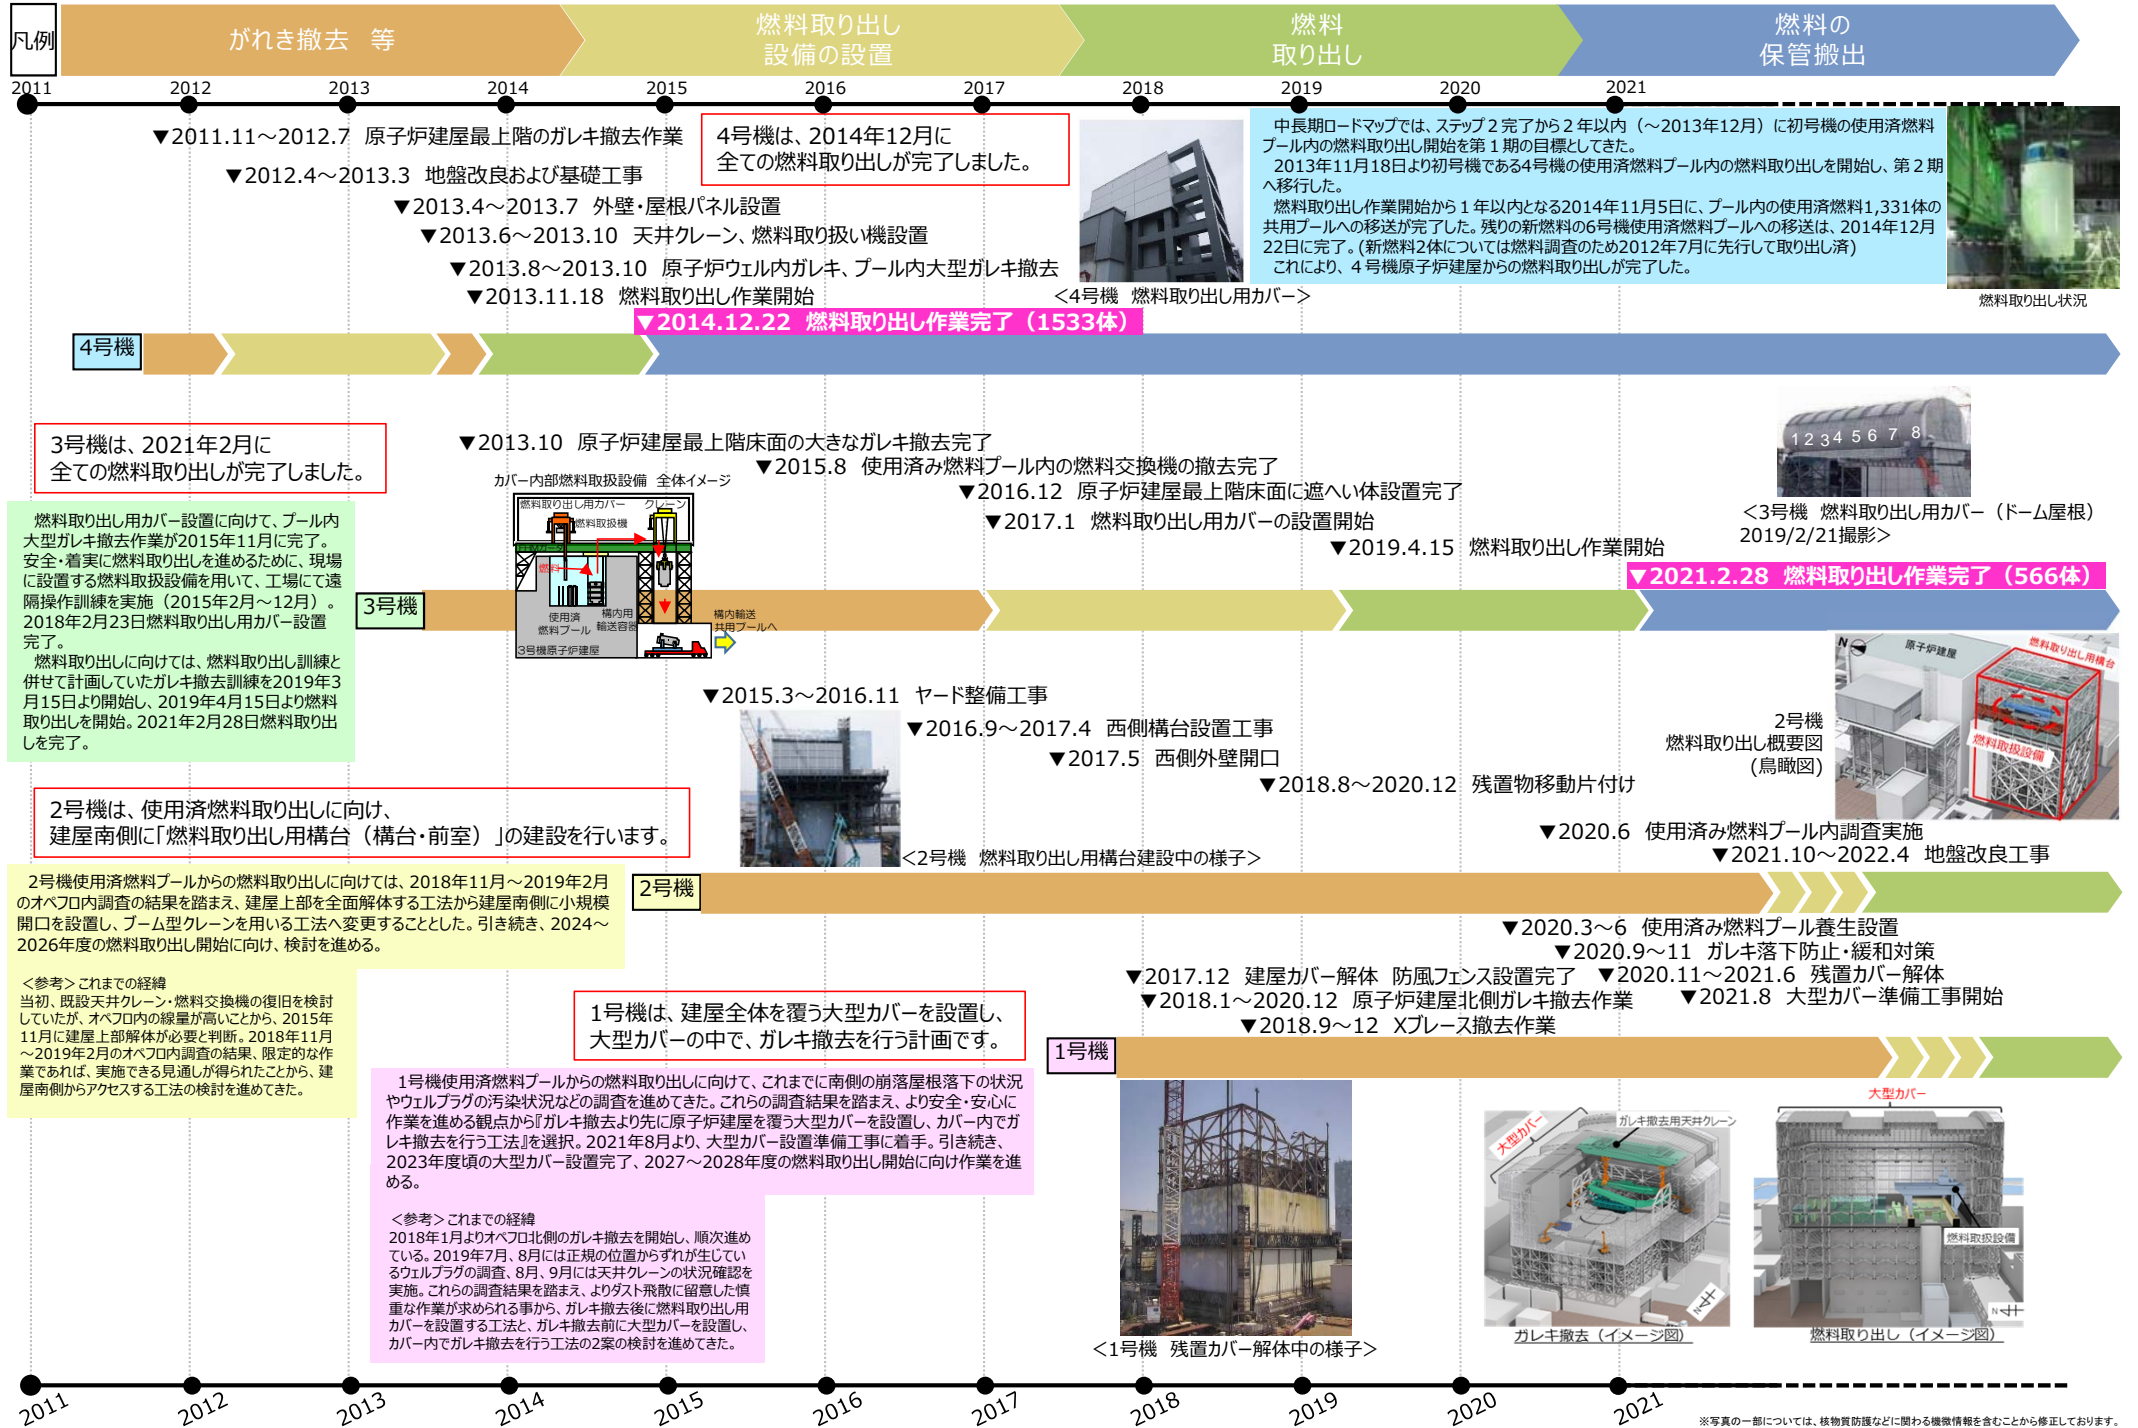 凡例
がれき撤去 等
燃料取り出し
設備の設置
燃料
取り出し
燃料の
保管搬出
2011 2012 2013 2014 2015 2016 2017 2018 2019 2020 2021
▼2011.11～2012.7 原子炉建屋最上階のガレキ撤去作業
▼2012.4～2013.3 地盤改良および基礎工事
▼2013.4～2013.7 外壁・屋根パネル設置
▼2013.6～2013.10 天井クレーン、燃料取り扱い機設置
▼2013.8～2013.10 原子炉ウェル内ガレキ、プール内大型ガレキ撤去
▼2013.11.18 燃料取り出し作業開始
▼2014.12.22 燃料取り出し作業完了（1533体）
4号機は、2014年12月に
全ての燃料取り出しが完了しました。
＜4号機 燃料取り出し用カバー＞
中長期ロードマップでは、ステップ２完了から２年以内（～2013年12月）に初号機の使用済燃料
プール内の燃料取り出し開始を第１期の目標としてきた。
2013年11月18日より初号機である4号機の使用済燃料プール内の燃料取り出しを開始し、第２期
へ移行した。
燃料取り出し作業開始から１年以内となる2014年11月5日に、プール内の使用済燃料1,331体の
共用プールへの移送が完了した。残りの新燃料の6号機使用済燃料プールへの移送は、2014年12月
22日に完了。(新燃料2体については燃料調査のため2012年7月に先行して取り出し済)
これにより、４号機原子炉建屋からの燃料取り出しが完了した。
燃料取り出し状況
4号機
3号機は、2021年2月に
全ての燃料取り出しが完了しました。
▼2013.10 原子炉建屋最上階床面の大きなガレキ撤去完了
▼2015.8 使用済み燃料プール内の燃料交換機の撤去完了
▼2016.12 原子炉建屋最上階床面に遮へい体設置完了
▼2017.1 燃料取り出し用カバーの設置開始
▼2019.4.15 燃料取り出し作業開始
▼2021.2.28 燃料取り出し作業完了（566体）
1 2 3 4 5 6 7 8
＜3号機 燃料取り出し用カバー（ドーム屋根）
2019/2/21撮影＞
カバー内部燃料取扱設備 全体イメージ
燃料取り出し用カバー
クレーン
燃料取扱機
燃料
使用済
燃料プール
構内用
輸送容器
3号機原子炉建屋
構内輸送
共用プールへ
燃料取り出し用カバー設置に向けて、プール内
大型ガレキ撤去作業が2015年11月に完了。
安全・着実に燃料取り出しを進めるために、現場
に設置する燃料取扱設備を用いて、工場にて遠
隔操作訓練を実施（2015年2月～12月）。
2018年2月23日燃料取り出し用カバー設置
完了。
燃料取り出しに向けては、燃料取り出し訓練と
併せて計画していたガレキ撤去訓練を2019年3
月15日より開始し、2019年4月15日より燃料
取り出しを開始。2021年2月28日燃料取り出
しを完了。
3号機
▼2015.3～2016.11 ヤード整備工事
▼2016.9～2017.4 西側構台設置工事
▼2017.5 西側外壁開口
▼2018.8～2020.12 残置物移動片付け
▼2020.6 使用済み燃料プール内調査実施
▼2021.10～2022.4 地盤改良工事
N
原子炉建屋
燃料取り出し用構台
燃料取扱設備
2号機
燃料取り出し概要図
(鳥瞰図)
2号機は、使用済燃料取り出しに向け、
建屋南側に「燃料取り出し用構台（構台・前室）」の建設を行います。
＜2号機 燃料取り出し用構台建設中の様子＞
2号機
2号機使用済燃料プールからの燃料取り出しに向けては、2018年11月～2019年2月
のオペフロ内調査の結果を踏まえ、建屋上部を全面解体する工法から建屋南側に小規模
開口を設置し、ブーム型クレーンを用いる工法へ変更することとした。引き続き、2024～
2026年度の燃料取り出し開始に向け、検討を進める。
＜参考＞これまでの経緯
当初、既設天井クレーン・燃料交換機の復旧を検討
していたが、オペフロ内の線量が高いことから、2015年
11月に建屋上部解体が必要と判断。2018年11月
～2019年2月のオペフロ内調査の結果、限定的な作
業であれば、実施できる見通しが得られたことから、建
屋南側からアクセスする工法の検討を進めてきた。
▼2020.3～6 使用済み燃料プール養生設置
▼2020.9～11 ガレキ落下防止・緩和対策
▼2017.12 建屋カバー解体 防風フェンス設置完了 ▼2020.11～2021.6 残置カバー解体
▼2018.1～2020.12 原子炉建屋北側ガレキ撤去作業 ▼2021.8 大型カバー準備工事開始
▼2018.9～12 Xブレース撤去作業
1号機は、建屋全体を覆う大型カバーを設置し、
大型カバーの中で、ガレキ撤去を行う計画です。
1号機
1号機使用済燃料プールからの燃料取り出しに向けて、これまでに南側の崩落屋根落下の状況
やウェルプラグの汚染状況などの調査を進めてきた。これらの調査結果を踏まえ、より安全・安心に
作業を進める観点から『ガレキ撤去より先に原子炉建屋を覆う大型カバーを設置し、カバー内でガ
レキ撤去を行う工法』を選択。2021年8月より、大型カバー設置準備工事に着手。引き続き、
2023年度頃の大型カバー設置完了、2027～2028年度の燃料取り出し開始に向け作業を進
める。
＜参考＞これまでの経緯
2018年1月よりオペフロ北側のガレキ撤去を開始し、順次進め
ている。2019年7月、8月には正規の位置からずれが生じてい
るウェルプラグの調査、8月、9月には天井クレーンの状況確認を
実施。これらの調査結果を踏まえ、よりダスト飛散に留意した慎
重な作業が求められる事から、ガレキ撤去後に燃料取り出し用
カバーを設置する工法と、ガレキ撤去前に大型カバーを設置し、
カバー内でガレキ撤去を行う工法の2案の検討を進めてきた。
＜1号機 残置カバー解体中の様子＞
大型カバー
ガレキ撤去用天井クレーン
N
ガレキ撤去（イメージ図）
大型カバー
燃料取扱設備
N
燃料取り出し（イメージ図）
2011 2012 2013 2014 2015 2016 2017 2018 2019 2020 2021
※写真の一部については、核物質防護などに関わる機微情報を含むことから修正しております。